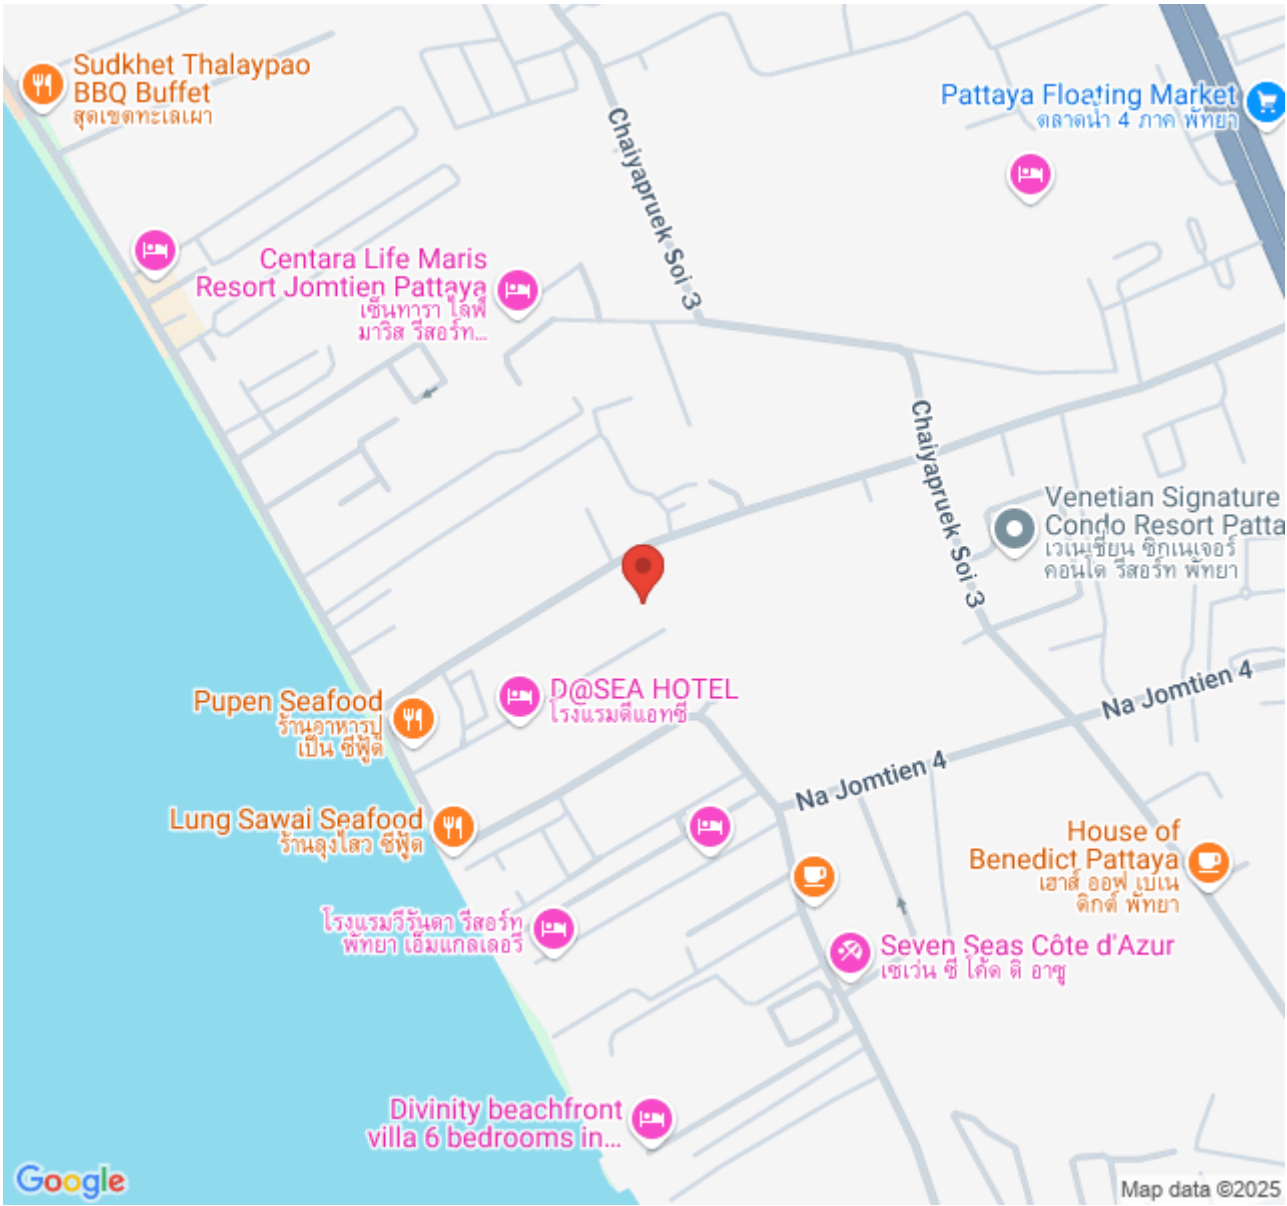 Sudkhet Thalaypao
BBQ Buffet
สุดเขตทะเลเผา
Pattaya Floating Market
ตลาดน้ำ 4 ภาค พัทยา
Chaiyapruek Soi 3
Centara Life Maris
Resort Jomtien Pattaya
เซ็นทารา ไลฟ์
มาริส รีสอร์ท...
Chaiyapruek Soi 3
Venetian Signature
Condo Resort Patta
เวเนเชี่ยน ซิกเนเจอร์
คอนโด รีสอร์ท พัทยา
D@SEA HOTEL
โรงแรมดีแอทซี
Pupen Seafood
ร้านอาหารปู
เป็น ซีฟู้ด
Na Jomtien 4
Na Jomtien 4
Lung Sawai Seafood
ร้านลุงไสว ซีฟู้ด
House of
Benedict Pattaya
เฮาส์ ออฟ เบเน
ดิกต์ พัทยา
โรงแรมวีรันดา รีสอร์ท
พัทยา เอ็มแกลเลอรี
Seven Seas Côte d'Azur
เซเว่น ซี โค้ด ดิ อาซู
Divinity beachfront
villa 6 bedrooms in...
Google
Map data ©2025